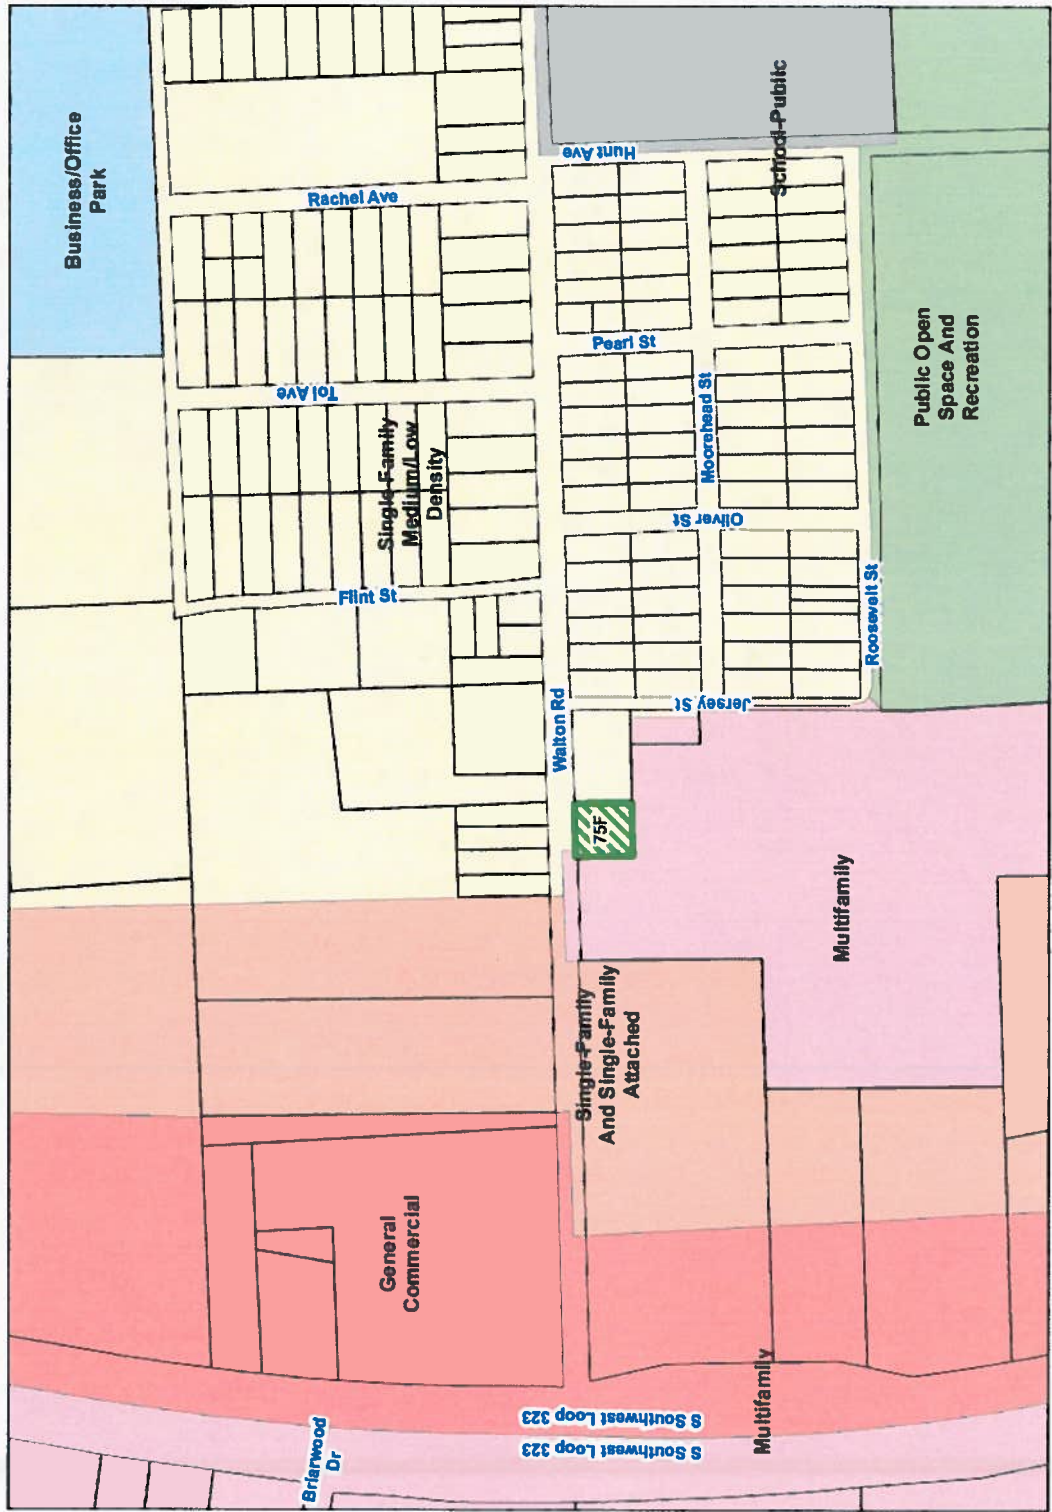 Business/Office
Park
Rachel Ave
Hunt Ave
School-Public
Tol Ave
Pearl St
Moorehead St
Public Open
Space And
Recreation
Single-Family
Medium/Low
Density
Oliver St
Flint St
Roosevelt St
Walton Rd
Jersey St
75F
Multifamily
Single-Family
And Single-Family
Attached
General
Commercial
Multifamily
S Southwest Loop 323
S Southwest Loop 323
Briarwood
Dr